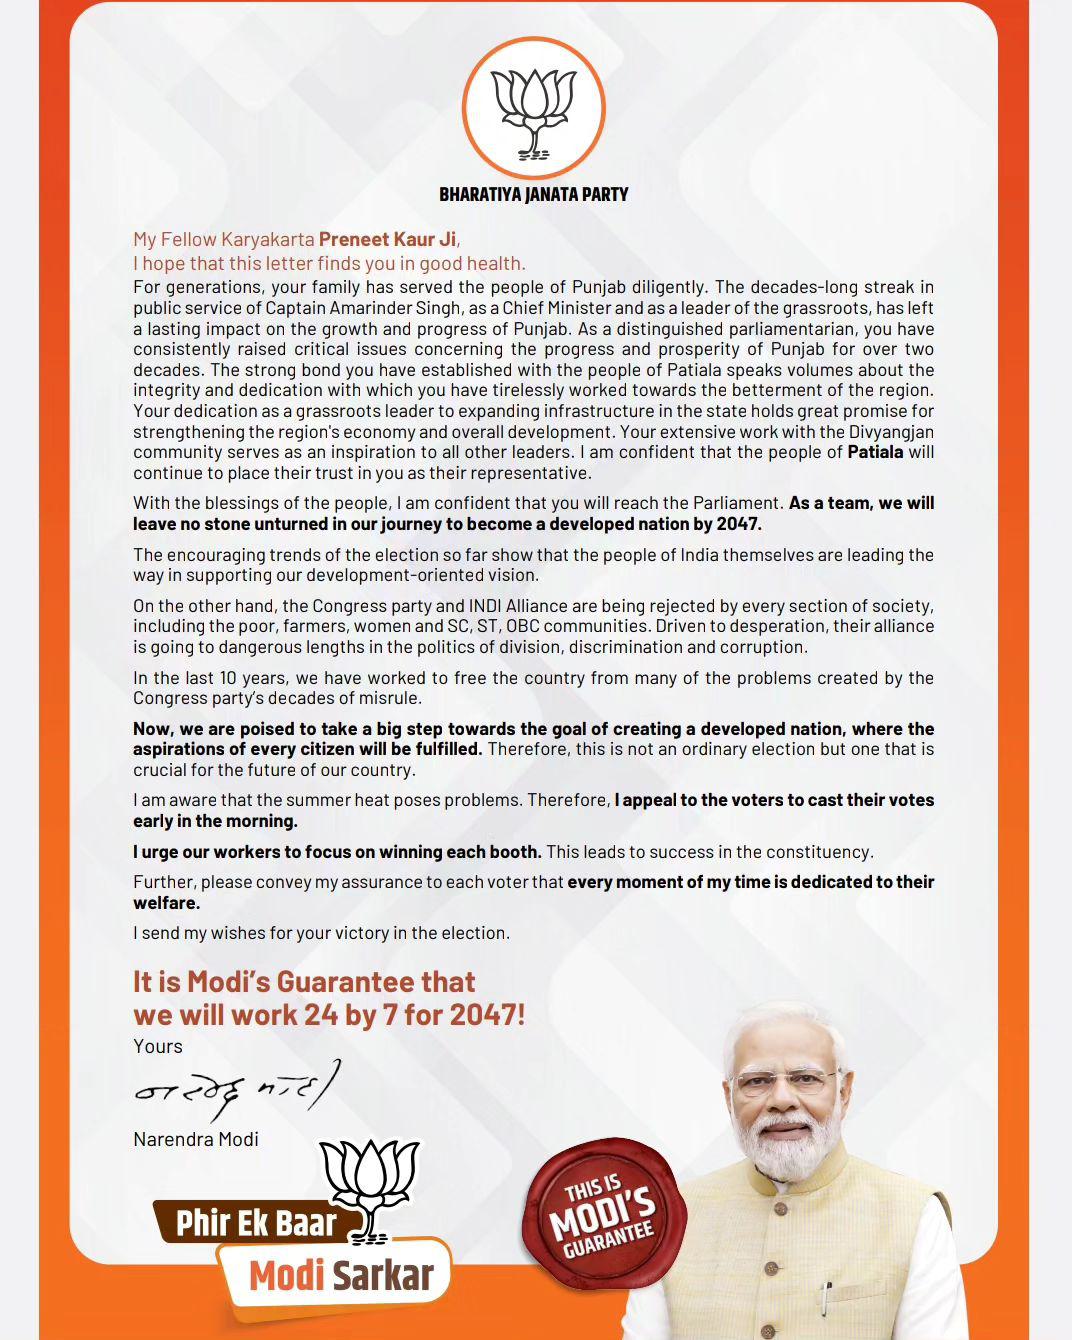 BHARATIYA JANATA PARTY
My Fellow Karyakarta Preneet Kaur Ji,
I hope that this letter finds you in good health.
For generations, your family has served the people of Punjab diligently. The decades-long streak in
public service of Captain Amarinder Singh, as a Chief Minister and as a leader of the grassroots, has left
a lasting impact on the growth and progress of Punjab. As a distinguished parliamentarian, you have
consistently raised critical issues concerning the progress and prosperity of Punjab for over two
decades. The strong bond you have established with the people of Patiala speaks volumes about the
integrity and dedication with which you have tirelessly worked towards the betterment of the region.
Your dedication as a grassroots leader to expanding infrastructure in the state holds great promise for
strengthening the region's economy and overall development. Your extensive work with the Divyangjan
community serves as an inspiration to all other leaders. I am confident that the people of Patiala will
continue to place their trust in you as their representative.
With the blessings of the people, I am confident that you will reach the Parliament. As a team, we will
leave no stone unturned in our journey to become a developed nation by 2047.
The encouraging trends of the election so far show that the people of India themselves are leading the
way in supporting our development-oriented vision.
On the other hand, the Congress party and INDI Alliance are being rejected by every section of society,
including the poor, farmers, women and SC, ST, OBC communities. Driven to desperation, their alliance
is going to dangerous lengths in the politics of division, discrimination and corruption.
In the last 10 years, we have worked to free the country from many of the problems created by the
Congress party’s decades of misrule.
Now, we are poised to take a big step towards the goal of creating a developed nation, where the
aspirations of every citizen will be fulfilled. Therefore, this is not an ordinary election but one that is
crucial for the future of our country.
I am aware that the summer heat poses problems. Therefore, I appeal to the voters to cast their votes
early in the morning.
I urge our workers to focus on winning each booth. This leads to success in the constituency.
Further, please convey my assurance to each voter that every moment of my time is dedicated to their
welfare.
I send my wishes for your victory in the election.
It is Modi’s Guarantee that
we will work 24 by 7 for 2047!
Yours
नरेन्द्र मोदी
Narendra Modi
Phir Ek Baar
Modi Sarkar
THIS IS
MODI'S
GUARANTEE